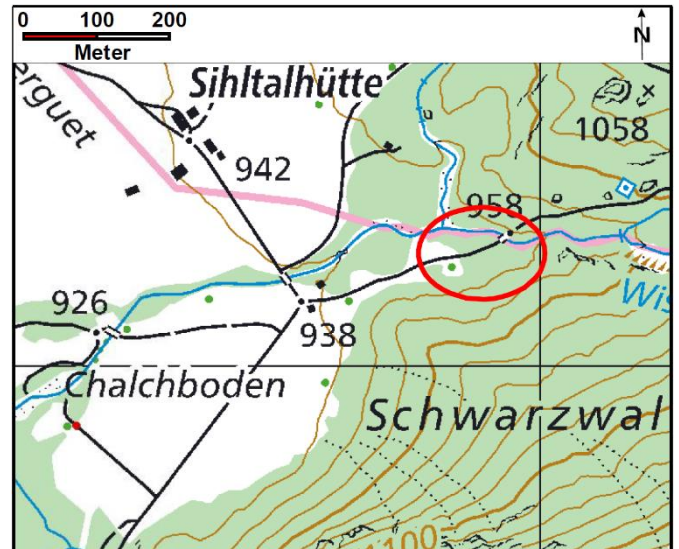 0 100 200
Meter
N
erguet
Sihltalhütte
1058
942
958
926
938
Wis
Chalchboden
Schwarzwal
1100